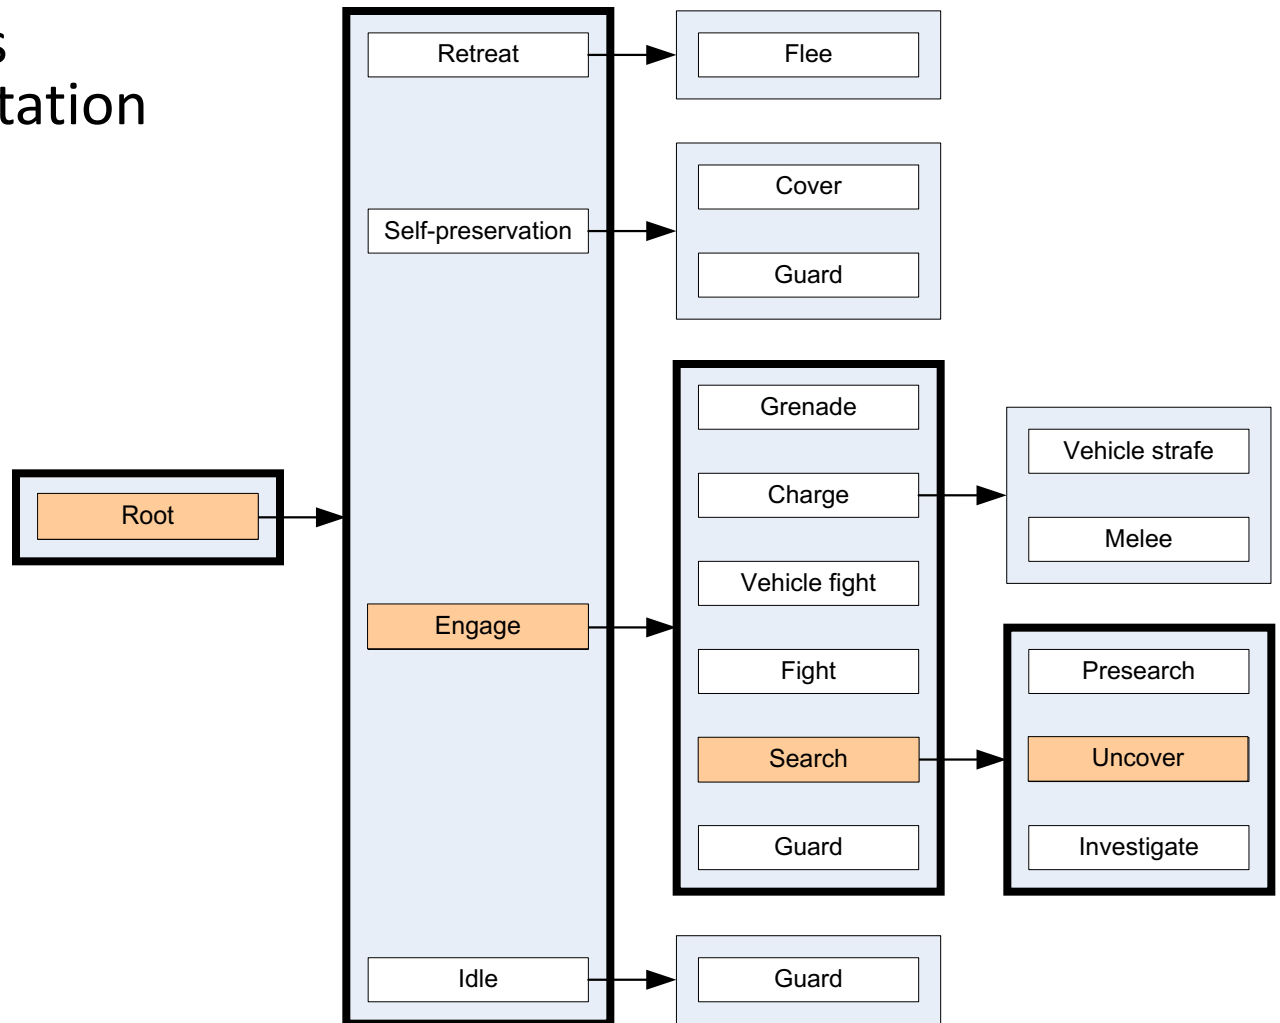 s
tation
Retreat
Flee
Self-preservation
Cover
Guard
Root
Engage
Grenade
Charge
Vehicle fight
Fight
Search
Guard
Vehicle strafe
Melee
Presearch
Uncover
Investigate
Idle
Guard